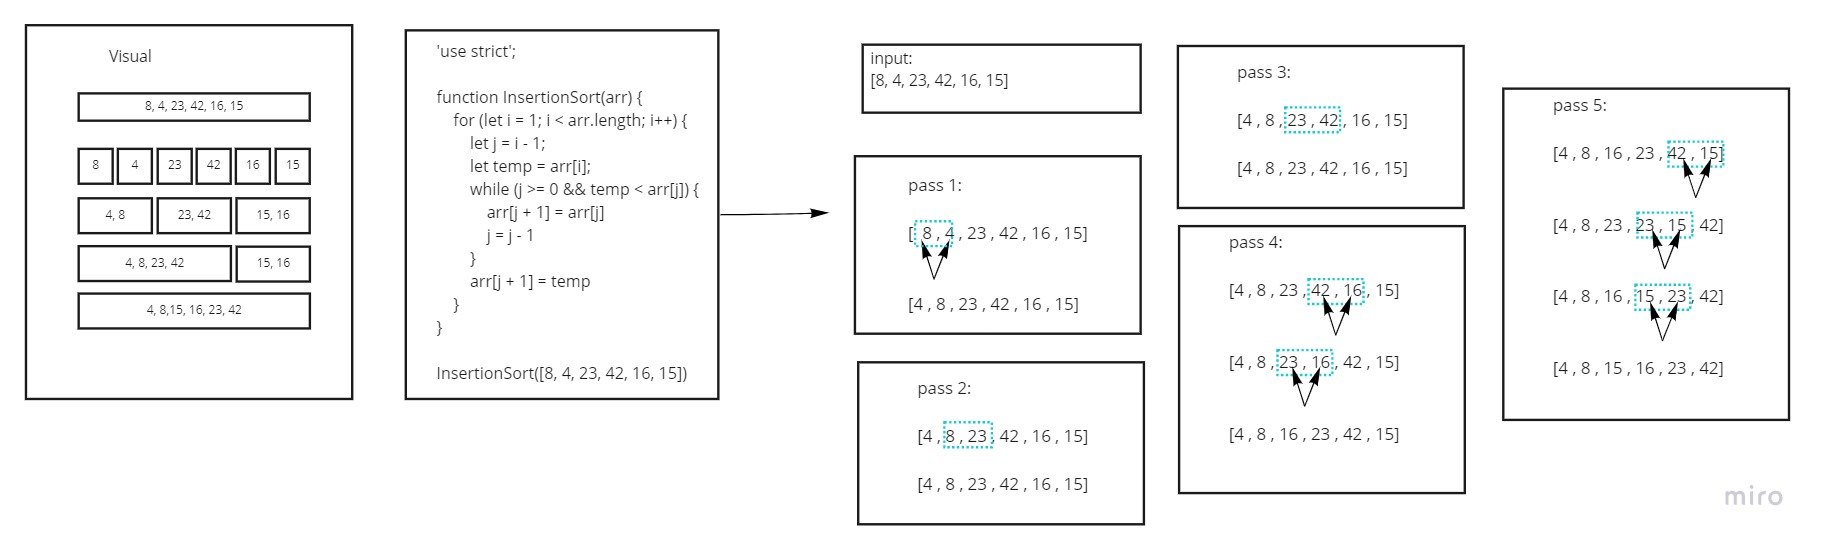 Visual
8, 4, 23, 42, 16, 15
8 4 23 42 16 15
4, 8 23, 42 15, 16
4, 8, 23, 42 15, 16
4, 8,15, 16, 23, 42
'use strict';
function InsertionSort(arr) {
for (let i = 1; i < arr.length; i++) {
let j = i - 1;
let temp = arr[i];
while (j >= 0 && temp < arr[j]) {
arr[j + 1] = arr[j]
j = j - 1
}
arr[j + 1] = temp
}
}
InsertionSort([8, 4, 23, 42, 16, 15])
input:
[8, 4, 23, 42, 16, 15]
pass 1:
[ 8 , 4 , 23 , 42 , 16 , 15]
[4 , 8 , 23 , 42 , 16 , 15]
pass 2:
[4 , 8 , 23 , 42 , 16 , 15]
[4 , 8 , 23 , 42 , 16 , 15]
pass 3:
[4 , 8 , 23 , 42 , 16 , 15]
[4 , 8 , 23 , 42 , 16 , 15]
pass 4:
[4 , 8 , 23 , 42 , 16 , 15]
[4 , 8 , 23 , 16 , 42 , 15]
[4 , 8 , 16 , 23 , 42 , 15]
pass 5:
[4 , 8 , 16 , 23 , 42 , 15]
[4 , 8 , 23 , 23 , 15 , 42]
[4 , 8 , 16 , 15 , 23 , 42]
[4 , 8 , 15 , 16 , 23 , 42]
miro